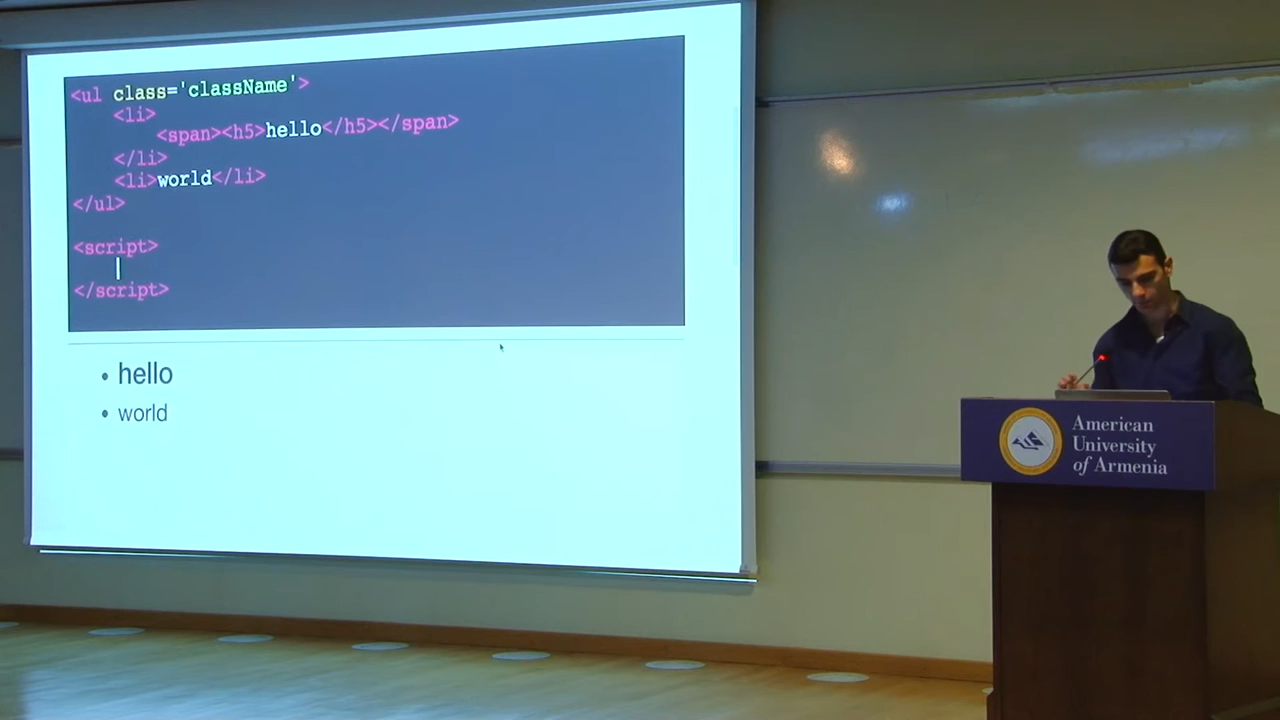 <ul class='className'>
<li>
<span><h5>hello</h5></span>
</li>
<li>world</li>
</ul>
<script>
</script>
• hello
• world
American
University
of Armenia